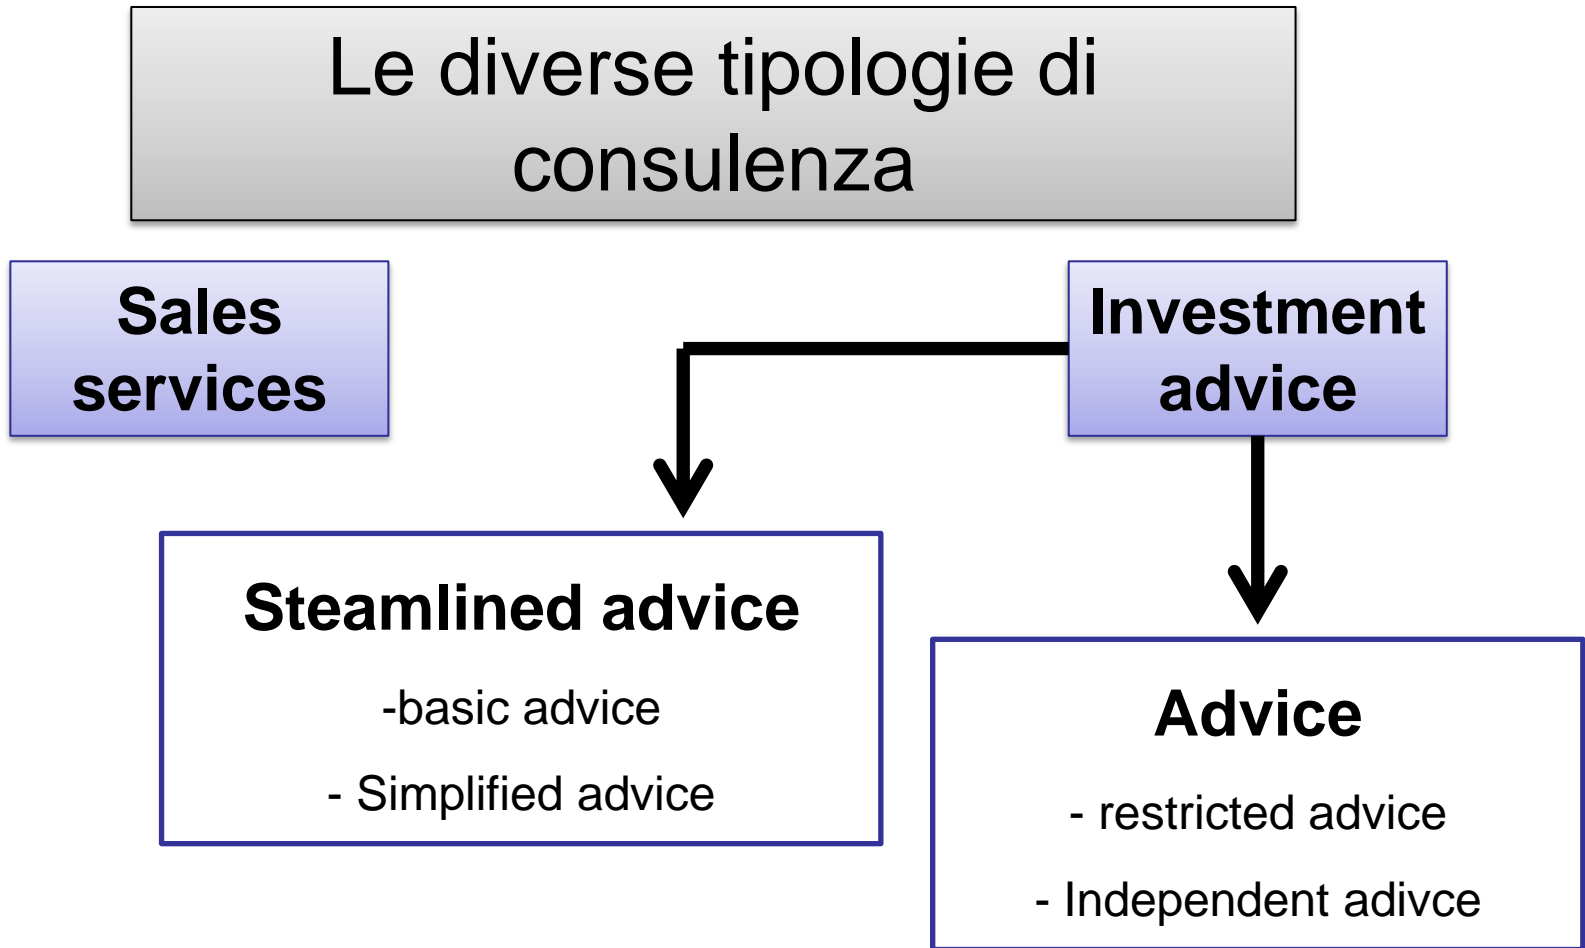 Le diverse tipologie di
consulenza
Sales
services
Investment
advice
Steamlined advice
-basic advice
- Simplified advice
Advice
- restricted advice
- Independent adivce